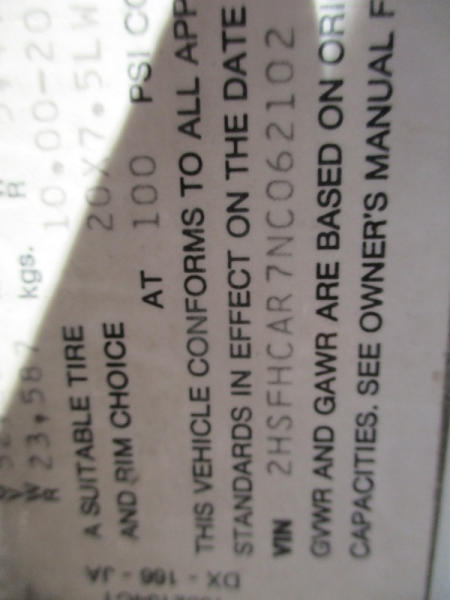 23,587 kgs. 10.00-20
A SUITABLE TIRE 20X7.5LW
AND RIM CHOICE AT 100 PSI CO
THIS VEHICLE CONFORMS TO ALL APP
STANDARDS IN EFFECT ON THE DATE
VIN 2HSFHCAR7NC062102
GVWR AND GAWR ARE BASED ON ORI
CAPACITIES. SEE OWNER'S MANUAL F
DX - 166 - JA